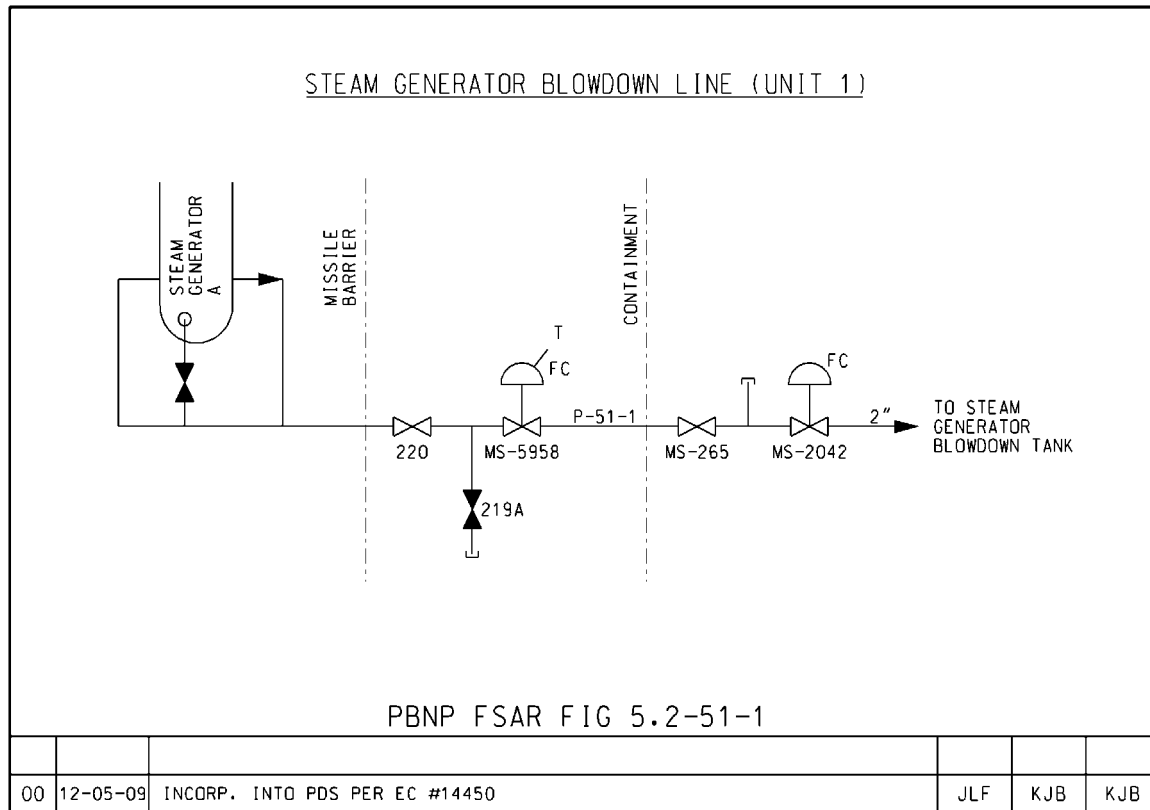 STEAM GENERATOR BLOWDOWN LINE (UNIT 1)
STEAM
GENERATOR
A
MISSILE
BARRIER
CONTAINMENT
T
FC
FC
P-51-1
2"
TO STEAM
GENERATOR
BLOWDOWN TANK
220
MS-5958
MS-265
MS-2042
219A
PBNP FSAR FIG 5.2-51-1
00 12-05-09 INCORP. INTO PDS PER EC #14450 JLF KJB KJB